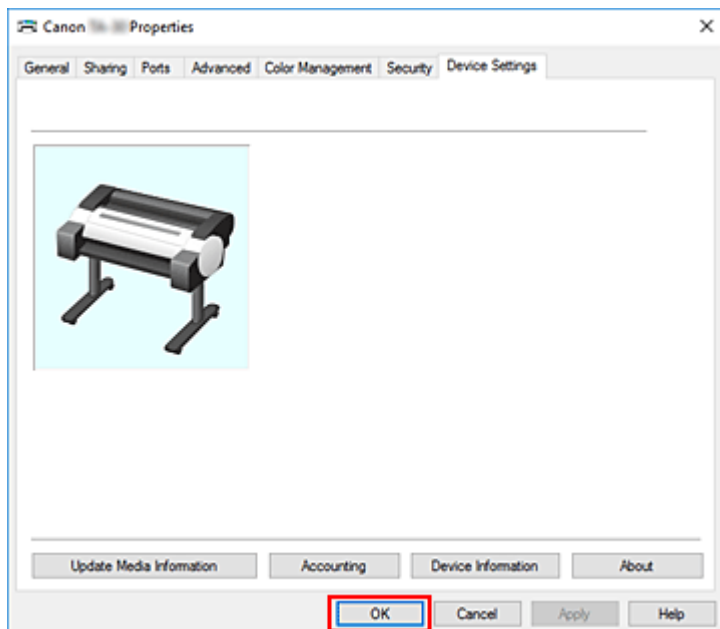 Canon Properties
General Sharing Ports Advanced Color Management Security Device Settings
Update Media Information Accounting Device Information About
OK Cancel Apply Help